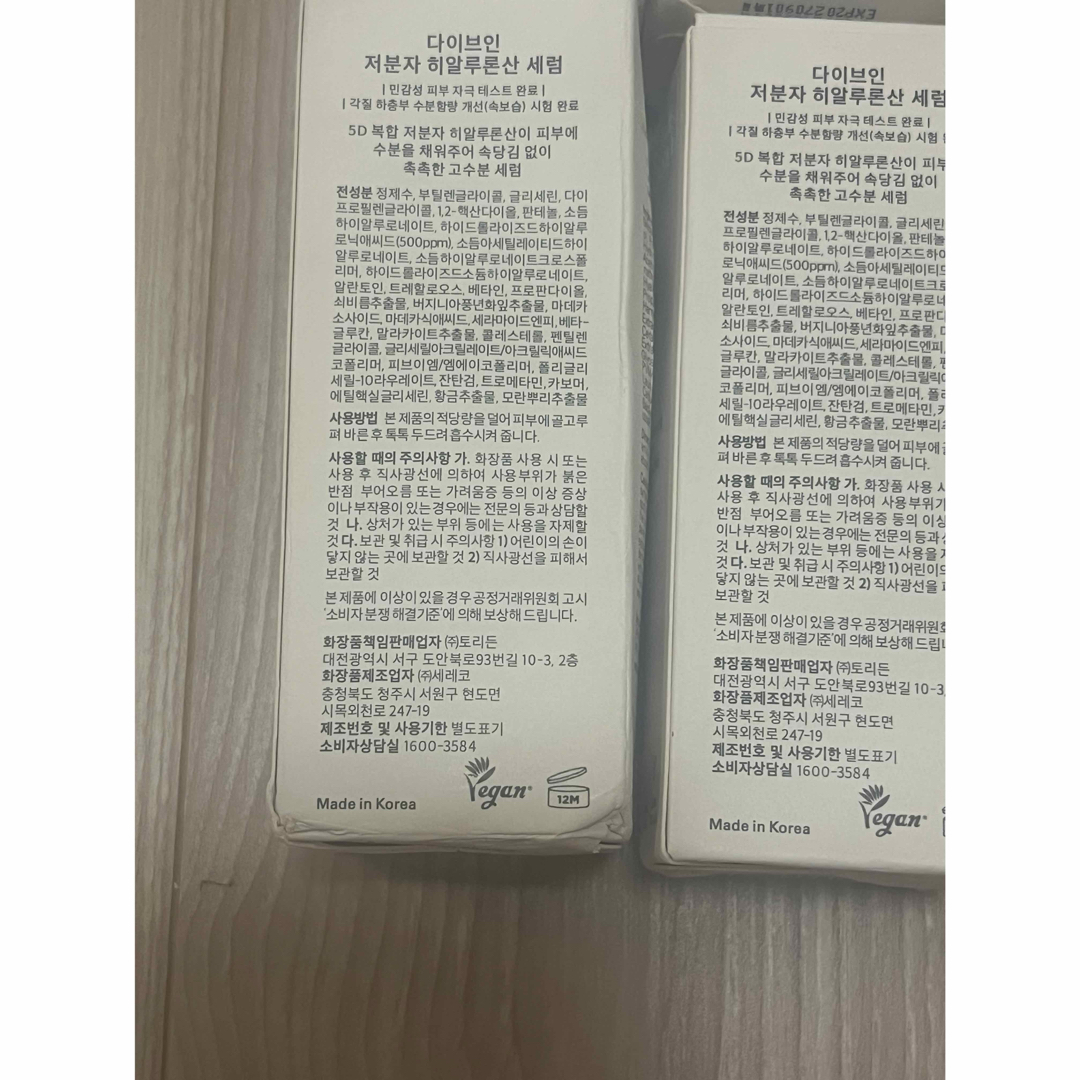 다이브인
저분자 히알루론산 세럼
| 민감성 피부 자극 테스트 완료 |
| 각질 하층부 수분함량 개선(속보습) 시험 완료
5D 복합 저분자 히알루론산이 피부에
수분을 채워주어 속당김 없이
촉촉한 고수분 세럼
전성분 정제수, 부틸렌글라이콜, 글리세린, 다이
프로필렌글라이콜, 1,2-헥산다이올, 판테놀, 소듐
하이알루로네이트, 하이드롤라이즈드하이알루
로닉애씨드(500ppm), 소듐아세틸레이티드하이
알루로네이트, 소듐하이알루로네이트크로스폴
리머, 하이드롤라이즈드소듐하이알루로네이트,
알란토인, 트레할로오스, 베타인, 프로판다이올,
쇠비름추출물, 버지니아풍년화잎추출물, 마데카
소사이드, 마데카식애씨드, 세라마이드엔피, 베타-
글루칸, 말라카이트추출물, 콜레스테롤, 펜틸렌
글라이콜, 글리세릴아크릴레이트/아크릴릭애씨드
코폴리머, 피브이엠/엠에이코폴리머, 폴리글리
세릴-10라우레이트, 잔탄검, 트로메타민, 카보머,
에틸헥실글리세린, 황금추출물, 모란뿌리추출물
사용방법 본 제품의 적당량을 덜어 피부에 골고루
펴 바른 후 톡톡 두드려 흡수시켜 줍니다.
사용할 때의 주의사항 가. 화장품 사용 시 또는
사용 후 직사광선에 의하여 사용부위가 붉은
반점 부어오름 또는 가려움증 등의 이상 증상
이나 부작용이 있는 경우에는 전문의 등과 상담할
것 나. 상처가 있는 부위 등에는 사용을 자제할
것 다. 보관 및 취급 시 주의사항 1) 어린이의 손이
닿지 않는 곳에 보관할 것 2) 직사광선을 피해서
보관할 것
본 제품에 이상이 있을 경우 공정거래위원회 고시
'소비자 분쟁 해결기준'에 의해 보상해 드립니다.
화장품책임판매업자 ㈜토리든
대전광역시 서구 도안북로93번길 10-3, 2층
화장품제조업자 ㈜세레코
충청북도 청주시 서원구 현도면
시목외천로 247-19
제조번호 및 사용기한 별도표기
소비자상담실 1600-3584
Made in Korea
Vegan
12M
EXP20270901
다이브인
저분자 히알루론산 세럼
| 민감성 피부 자극 테스트 완료 |
| 각질 하층부 수분함량 개선(속보습) 시험
5D 복합 저분자 히알루론산이 피부
수분을 채워주어 속당김 없이
촉촉한 고수분 세럼
전성분 정제수, 부틸렌글라이콜, 글리세린
프로필렌글라이콜, 1,2-헥산다이올, 판테놀
하이알루로네이트, 하이드롤라이즈드하이
로닉애씨드(500ppm), 소듐아세틸레이티드
알루로네이트, 소듐하이알루로네이트크로
리머, 하이드롤라이즈드소듐하이알루로네
알란토인, 트레할로오스, 베타인, 프로판다
쇠비름추출물, 버지니아풍년화잎추출물,
소사이드, 마데카식애씨드, 세라마이드엔피,
글루칸, 말라카이트추출물, 콜레스테롤,
글라이콜, 글리세릴아크릴레이트/아크릴릭
코폴리머, 피브이엠/엠에이코폴리머, 폴리
세릴-10라우레이트, 잔탄검, 트로메타민,
에틸헥실글리세린, 황금추출물, 모란뿌리
사용방법 본 제품의 적당량을 덜어 피부에
펴 바른 후 톡톡 두드려 흡수시켜 줍니다.
사용할 때의 주의사항 가. 화장품 사용
사용 후 직사광선에 의하여 사용부위가
반점 부어오름 또는 가려움증 등의 이상
이나 부작용이 있는 경우에는 전문의 등과
것 나. 상처가 있는 부위 등에는 사용을
것 다. 보관 및 취급 시 주의사항 1) 어린이의
닿지 않는 곳에 보관할 것 2) 직사광선을
보관할 것
본 제품에 이상이 있을 경우 공정거래위원회
'소비자 분쟁 해결기준'에 의해 보상해 드립
화장품책임판매업자 ㈜토리든
대전광역시 서구 도안북로93번길 10-3,
화장품제조업자 ㈜세레코
충청북도 청주시 서원구 현도면
시목외천로 247-19
제조번호 및 사용기한 별도표기
소비자상담실 1600-3584
Made in Korea
Vegan